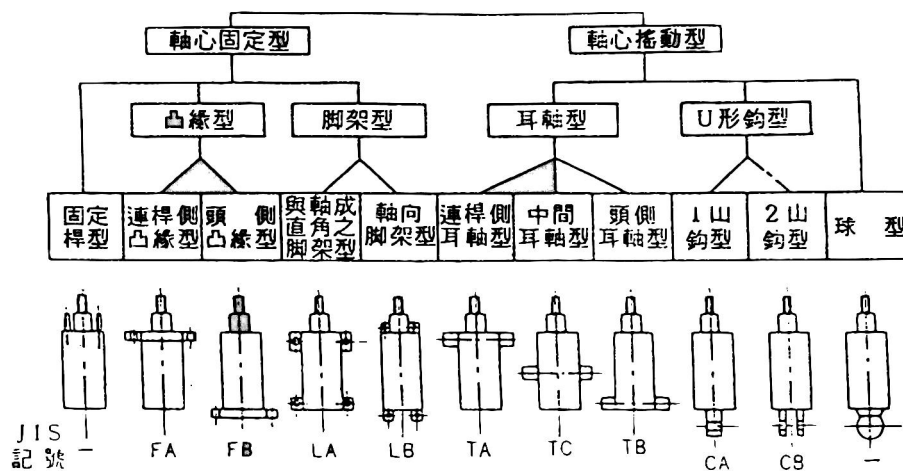 軸心固定型 軸心搖動型
凸緣型 脚架型 耳軸型 U形鈎型
固定桿型 連桿側凸緣型 頭側凸緣型 與軸成直角之脚架型 軸向脚架型 連桿側耳軸型 中間耳軸型 頭側耳軸型 1山鈎型 2山鈎型 球型
JIS記號 — FA FB LA LB TA TC TB CA CB —